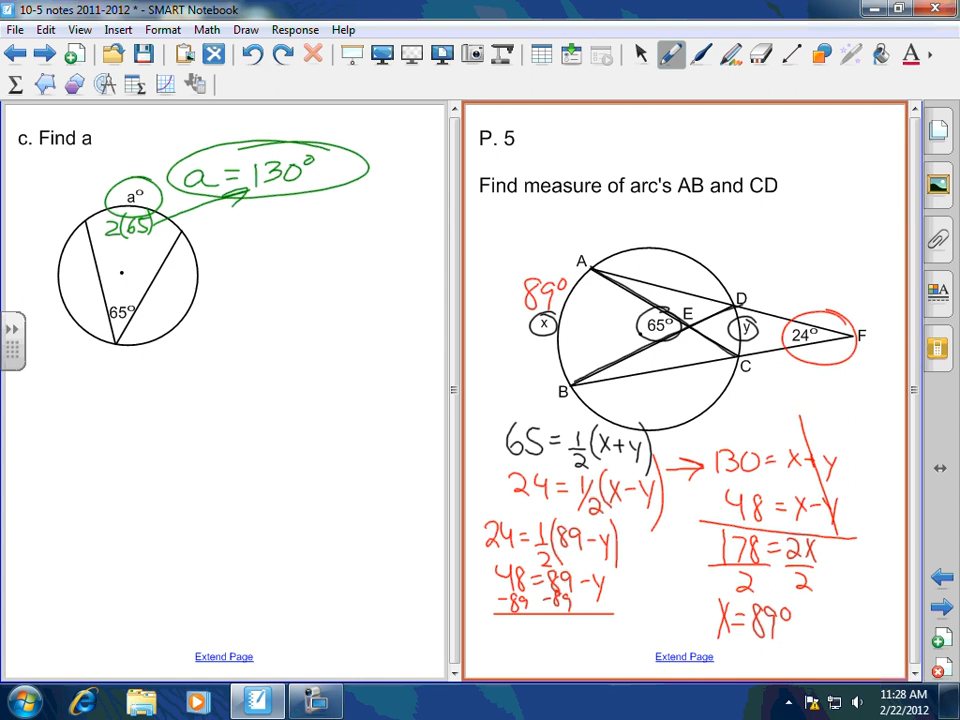 10-5 notes 2011-2012 * - SMART Notebook
File Edit View Insert Format Math Draw Response Help
c. Find a
a = 130°
a°
2(65)
65°
P. 5
Find measure of arc's AB and CD
A
89°
x
65°
E
D
y
24°
F
C
B
65 = 1/2 (x+y)
24 = 1/2 (x-y)
24 = 1/2 (89-y)
48 = 89 - y
-89 -89
130 = x+y
48 = x-y
178 = 2x
2 2
x = 89°
Extend Page
Extend Page
11:28 AM
2/22/2012